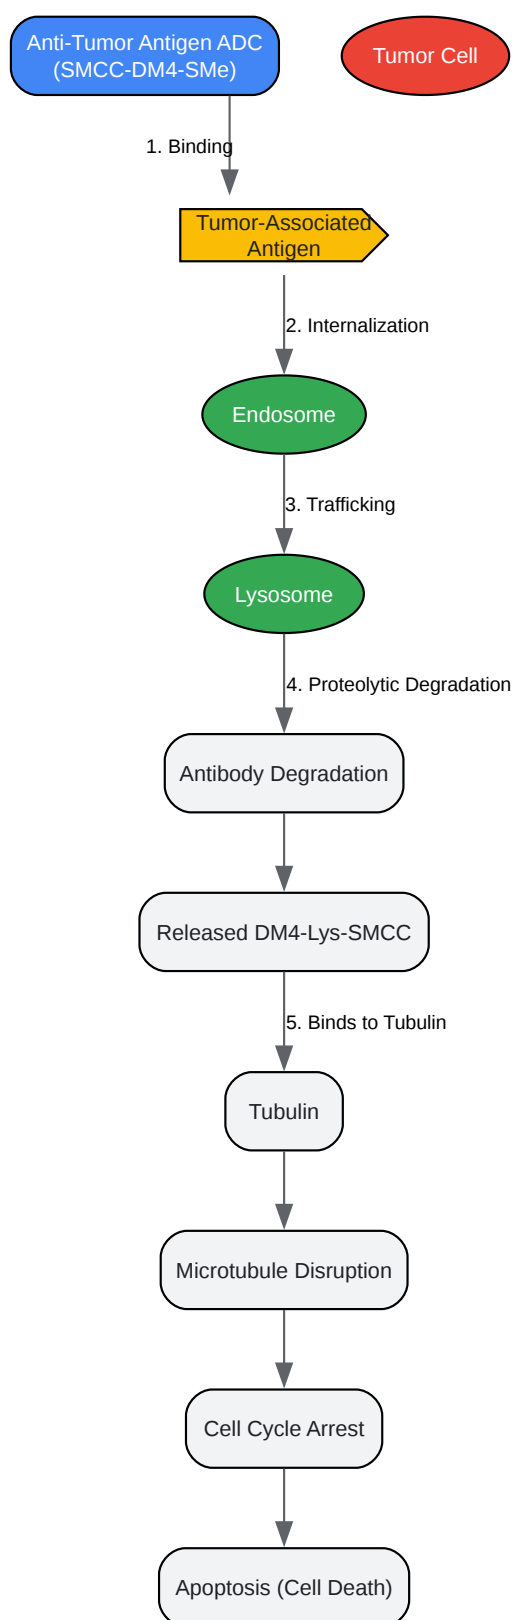 Anti-Tumor Antigen ADC
(SMCC-DM4-SMe)
Tumor Cell
1. Binding
Tumor-Associated
Antigen
2. Internalization
Endosome
3. Trafficking
Lysosome
4. Proteolytic Degradation
Antibody Degradation
Released DM4-Lys-SMCC
5. Binds to Tubulin
Tubulin
Microtubule Disruption
Cell Cycle Arrest
Apoptosis (Cell Death)